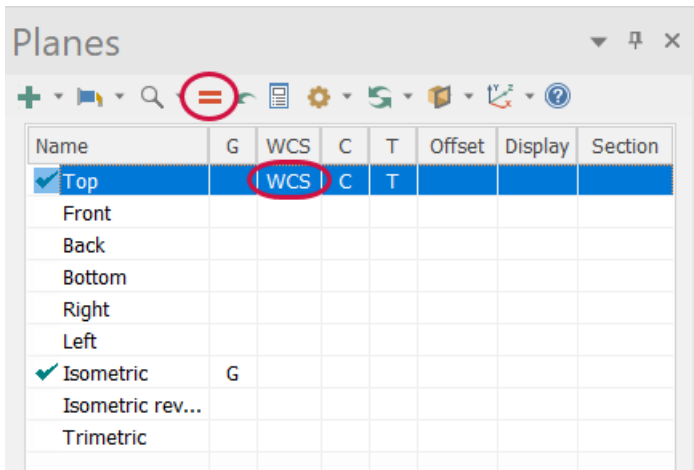 Planes
Name G WCS C T Offset Display Section
Top WCS C T
Front
Back
Bottom
Right
Left
Isometric G
Isometric rev...
Trimetric